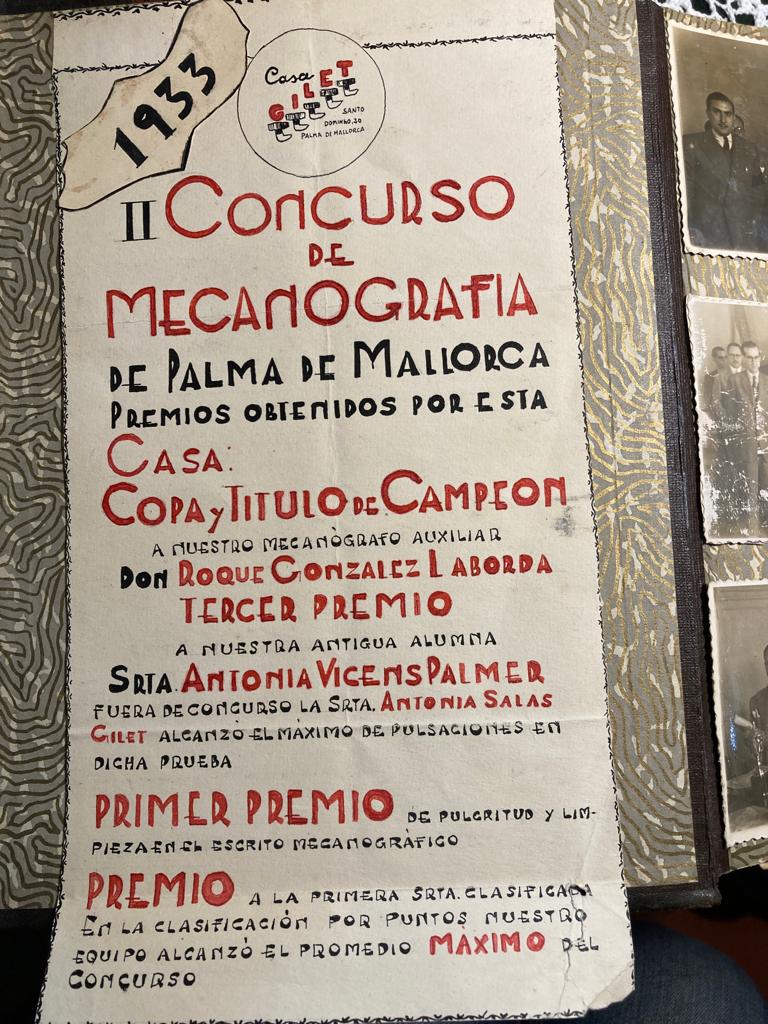 1933
Casa
GILET
SANTO
DOMINGO, 20
PALMA DE MALLORCA
II CONCURSO
DE
MECANOGRAFIA
DE PALMA DE MALLORCA
PREMIOS OBTENIDOS POR ESTA
CASA:
COPA y TITULO DE CAMPEON
A NUESTRO MECANÒGRAFO AUXILIAR
DON ROQUE GONZALEZ LABORDA
TERCER PREMIO
A NUESTRA ANTIGUA ALUMNA
SRTA. ANTONIA VICENS PALMER
FUERA DE CONCURSO LA SRTA. ANTONIA SALAS
GILET ALCANZÓ EL MÁXIMO DE PULSACIONES EN
DICHA PRUEBA
PRIMER PREMIO DE PULCRITUD Y LIM-
PIEZA EN EL ESCRITO MECANOGRÀFICO
PREMIO A LA PRIMERA SRTA. CLASIFICADA
EN LA CLASIFICACIÓN POR PUNTOS NUESTRO
EQUIPO ALCANZÓ EL PROMEDIO MAXIMO DEL
CONCURSO